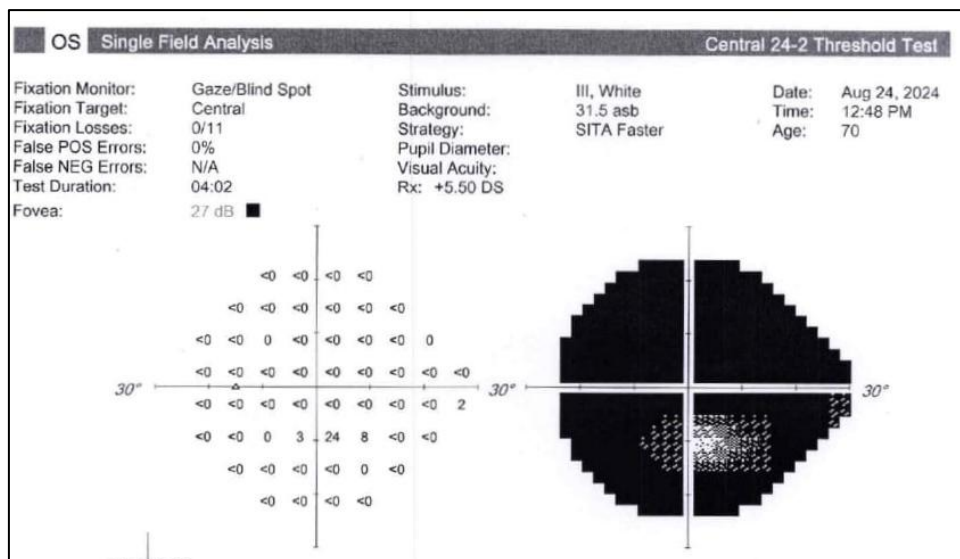 OS Single Field Analysis Central 24-2 Threshold Test
Fixation Monitor: Gaze/Blind Spot Stimulus: III, White Date: Aug 24, 2024
Fixation Target: Central Background: 31.5 asb Time: 12:48 PM
Fixation Losses: 0/11 Strategy: SITA Faster Age: 70
False POS Errors: 0% Pupil Diameter:
False NEG Errors: N/A Visual Acuity:
Test Duration: 04:02 Rx: +5.50 DS
Fovea: 27 dB
<0 <0 <0 <0
<0 <0 <0 <0 <0 <0
<0 <0 0 <0 <0 <0 <0 0
<0 <0 <0 <0 <0 <0 <0 <0 <0
30° 30°
<0 <0 <0 <0 <0 <0 <0 <0 2
<0 <0 0 3 24 8 <0 <0
<0 <0 <0 <0 0 <0
<0 <0 <0 <0